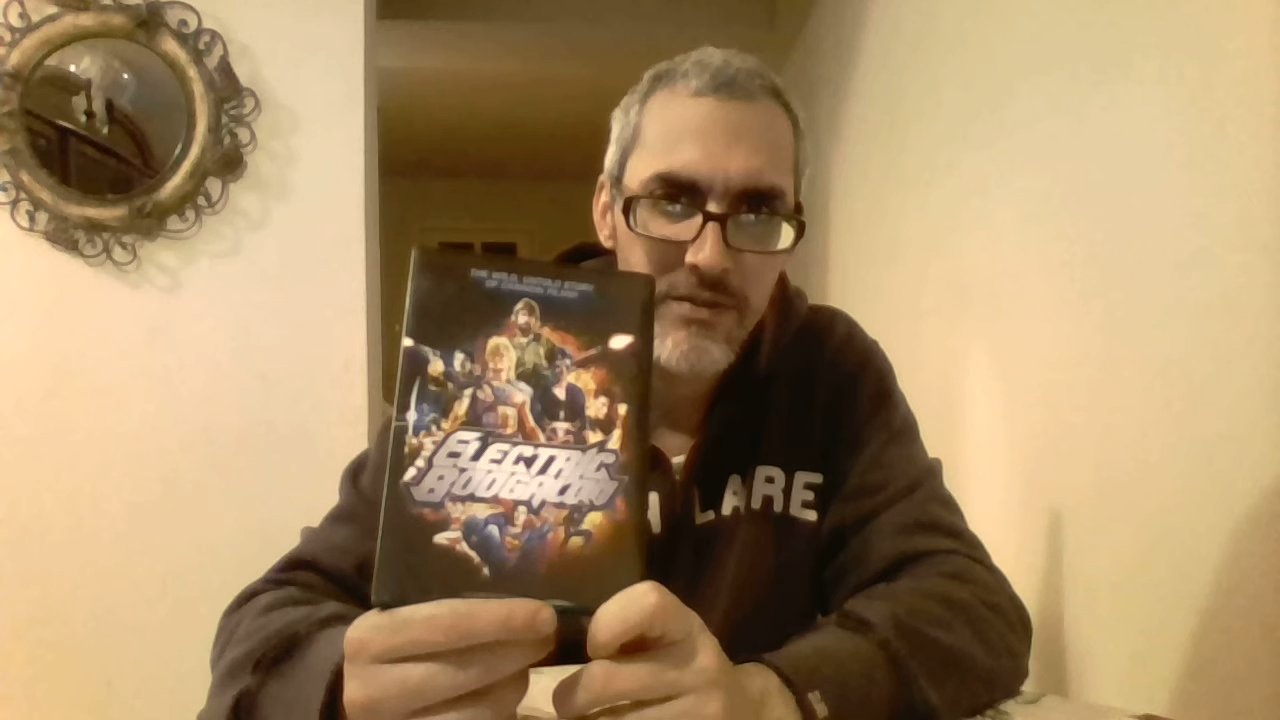 THE WILD, UNTOLD STORY
OF CANNON FILMS
ELECTRIC
BOOGALOO
LARE